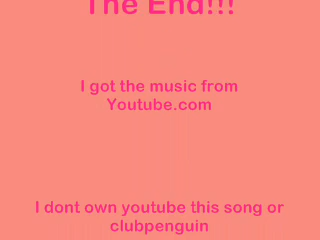 The End!!!
I got the music from
Youtube.com
I dont own youtube this song or
clubpenguin